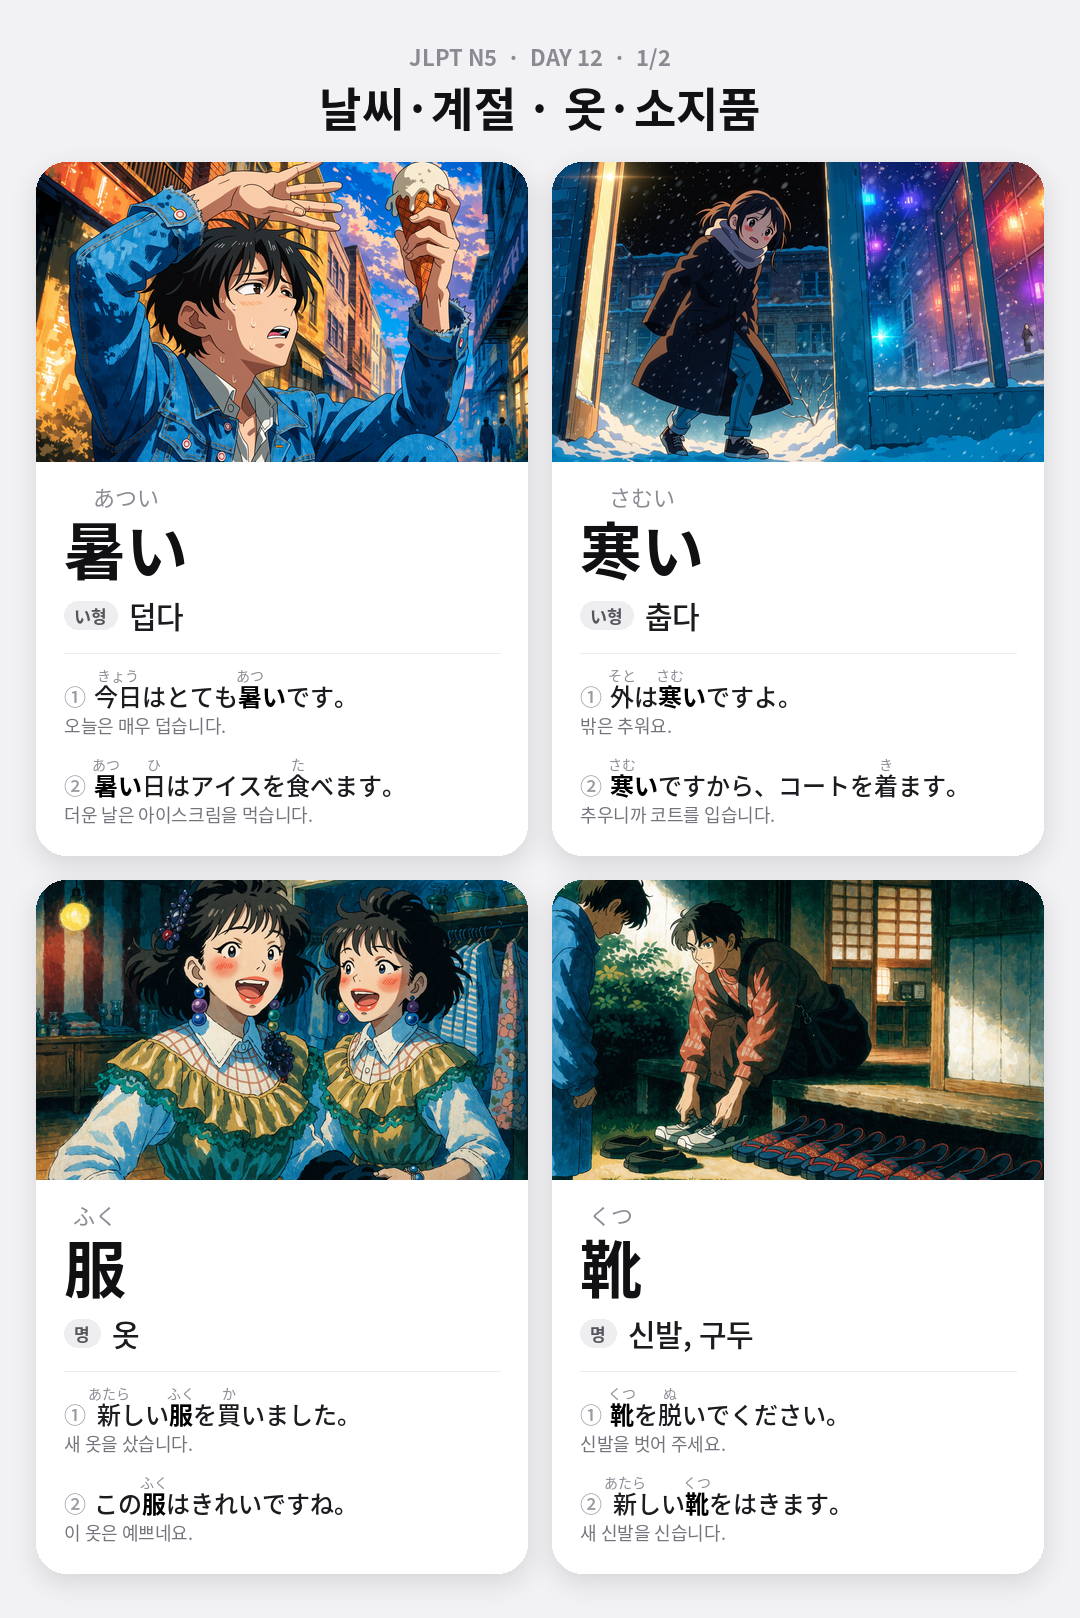 JLPT N5 · DAY 12 · 1/2
날씨·계절 · 옷·소지품
あつい
暑い
い형 덥다
きょう あつ
① 今日はとても暑いです。
오늘은 매우 덥습니다.
あつ ひ た
② 暑い日はアイスを食べます。
더운 날은 아이스크림을 먹습니다.
さむい
寒い
い형 춥다
そと さむ
① 外は寒いですよ。
밖은 추워요.
さむ き
② 寒いですから、コートを着ます。
추우니까 코트를 입습니다.
ふく
服
명 옷
あたら ふく か
① 新しい服を買いました。
새 옷을 샀습니다.
ふく
② この服はきれいですね。
이 옷은 예쁘네요.
くつ
靴
명 신발, 구두
くつ ぬ
① 靴を脱いでください。
신발을 벗어 주세요.
あたら くつ
② 新しい靴をはきます。
새 신발을 신습니다.